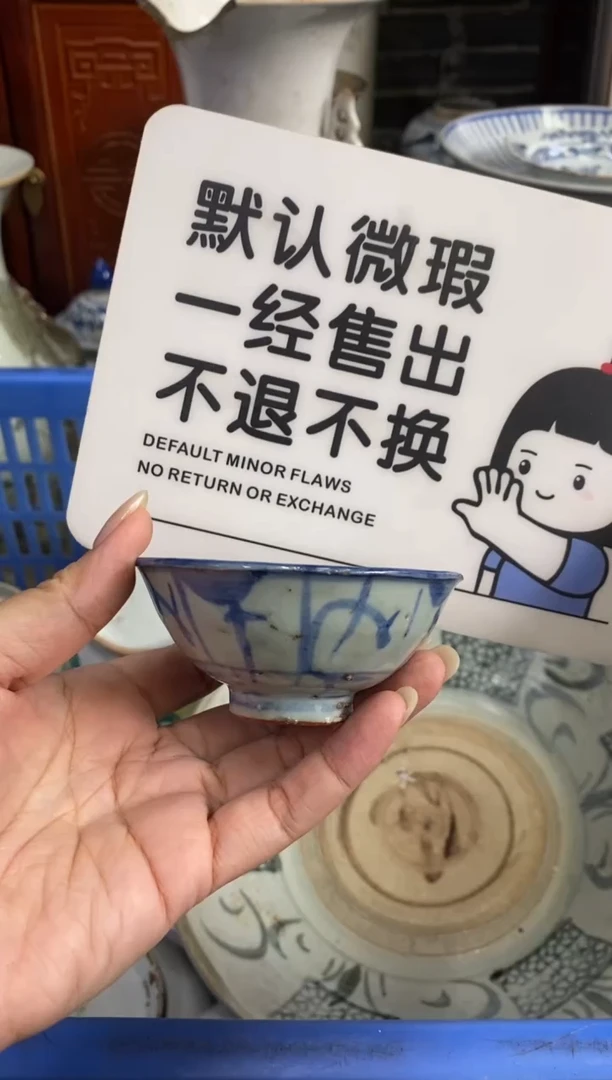 默认微瑕
一经售出
不退不换
DEFAULT MINOR FLAWS
NO RETURN OR EXCHANGE